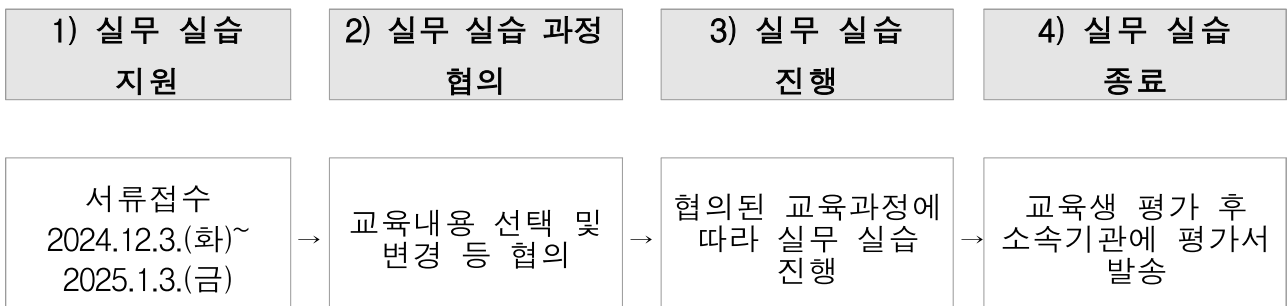 1) 실무 실습
지원
2) 실무 실습 과정
협의
3) 실무 실습
진행
4) 실무 실습
종료
서류접수
2024.12.3.(화)~
2025.1.3.(금)
→
교육내용 선택 및
변경 등 협의
→
협의된 교육과정에
따라 실무 실습
진행
→
교육생 평가 후
소속기관에 평가서
발송